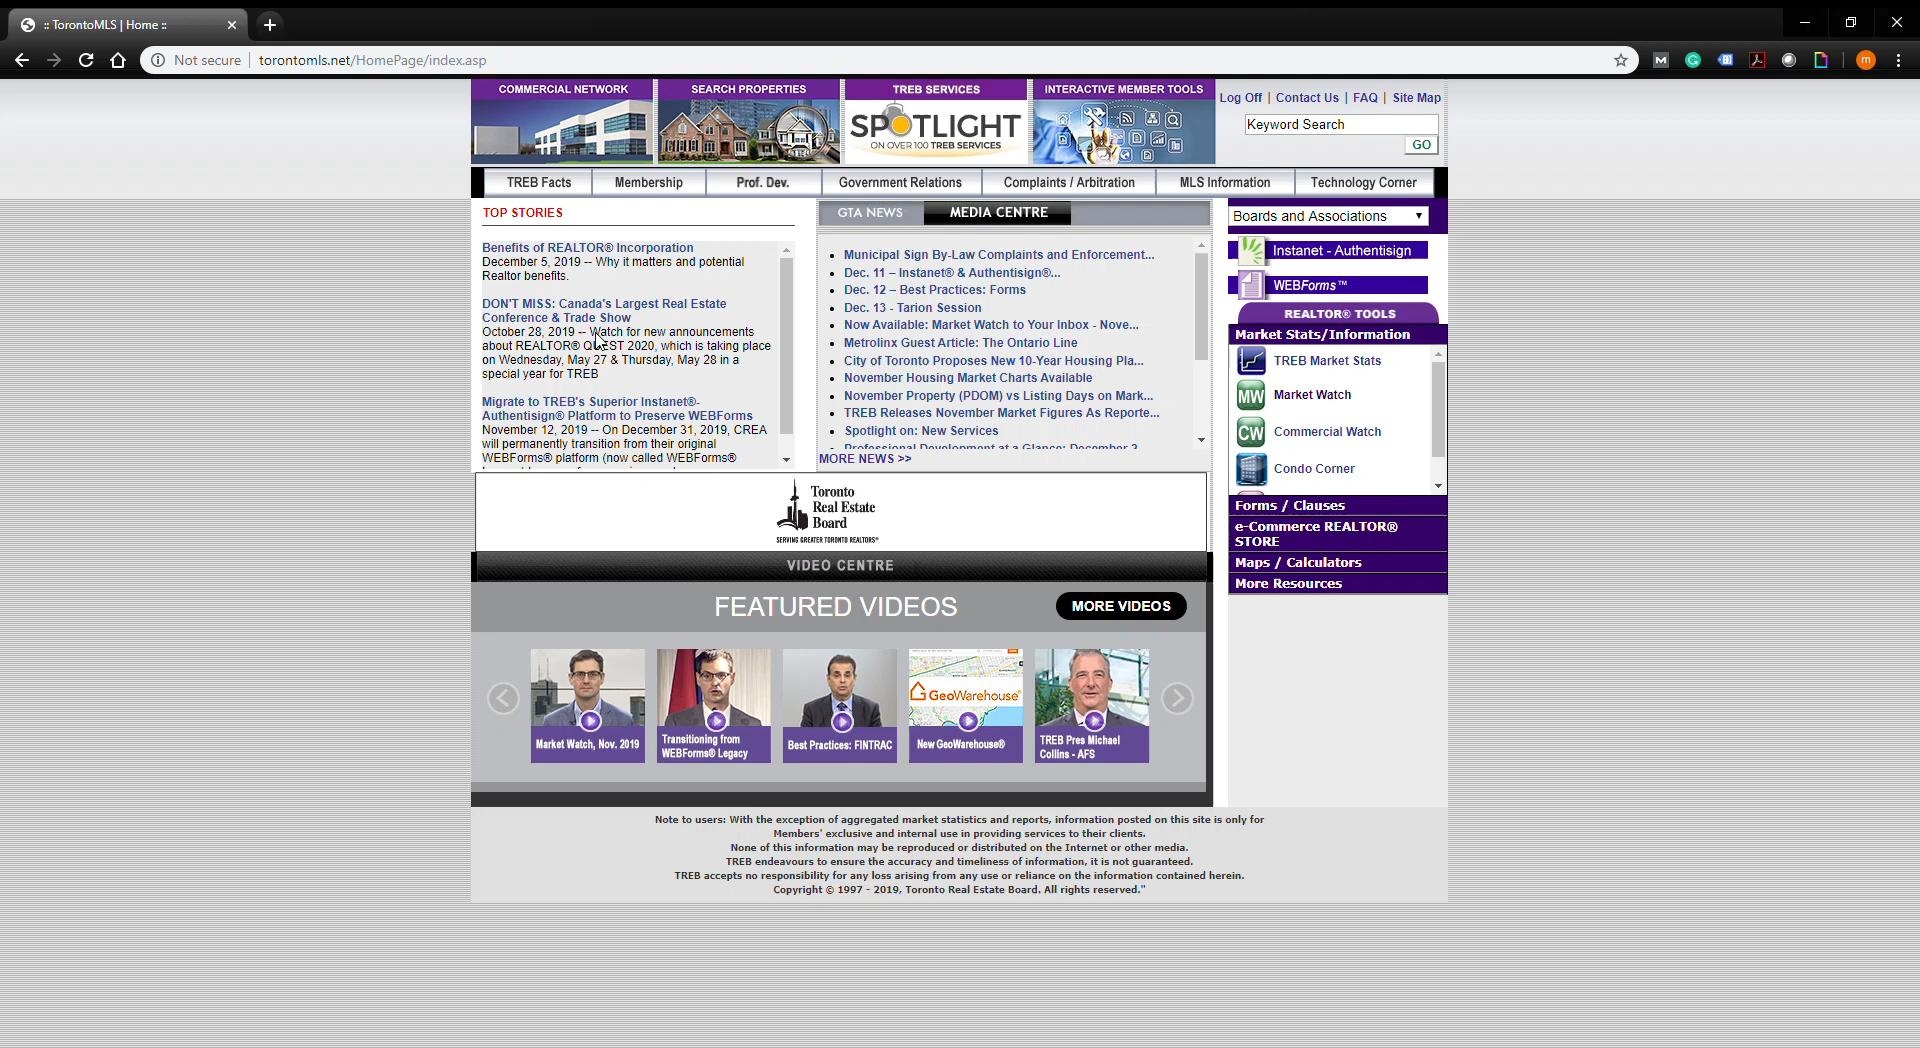 :: TorontoMLS | Home ::
Not secure | torontomls.net/HomePage/index.asp
m
COMMERCIAL NETWORK
SEARCH PROPERTIES
TREB SERVICES
SPOTLIGHT
ON OVER 100 TREB SERVICES
INTERACTIVE MEMBER TOOLS
Log Off | Contact Us | FAQ | Site Map
Keyword Search
GO
TREB Facts
Membership
Prof. Dev.
Government Relations
Complaints / Arbitration
MLS Information
Technology Corner
TOP STORIES
Benefits of REALTOR® Incorporation
December 5, 2019 -- Why it matters and potential
Realtor benefits.
DON'T MISS: Canada's Largest Real Estate
Conference & Trade Show
October 28, 2019 -- Watch for new announcements
about REALTOR® QUEST 2020, which is taking place
on Wednesday, May 27 & Thursday, May 28 in a
special year for TREB
Migrate to TREB's Superior Instanet®-
Authentisign® Platform to Preserve WEBForms
November 12, 2019 -- On December 31, 2019, CREA
will permanently transition from their original
WEBForms® platform (now called WEBForms®
GTA NEWS
MEDIA CENTRE
Municipal Sign By-Law Complaints and Enforcement...
Dec. 11 – Instanet® & Authentisign®...
Dec. 12 – Best Practices: Forms
Dec. 13 - Tarion Session
Now Available: Market Watch to Your Inbox - Nove...
Metrolinx Guest Article: The Ontario Line
City of Toronto Proposes New 10-Year Housing Pla...
November Housing Market Charts Available
November Property (PDOM) vs Listing Days on Mark...
TREB Releases November Market Figures As Reporte...
Spotlight on: New Services
Professional Development at a Glance: December 2
MORE NEWS >>
Boards and Associations
Instanet - Authentisign
WEBForms™
REALTOR® TOOLS
Market Stats/Information
TREB Market Stats
MW Market Watch
CW Commercial Watch
Condo Corner
Forms / Clauses
e-Commerce REALTOR®
STORE
Maps / Calculators
More Resources
Toronto
Real Estate
Board
SERVING GREATER TORONTO REALTORS®
VIDEO CENTRE
FEATURED VIDEOS
MORE VIDEOS
Market Watch, Nov. 2019
Transitioning from
WEBForms® Legacy
Best Practices: FINTRAC
GeoWarehouse®
New GeoWarehouse®
TREB Pres Michael
Collins - AFS
Note to users: With the exception of aggregated market statistics and reports, information posted on this site is only for
Members' exclusive and internal use in providing services to their clients.
None of this information may be reproduced or distributed on the Internet or other media.
TREB endeavours to ensure the accuracy and timeliness of information, it is not guaranteed.
TREB accepts no responsibility for any loss arising from any use or reliance on the information contained herein.
Copyright © 1997 - 2019, Toronto Real Estate Board. All rights reserved."